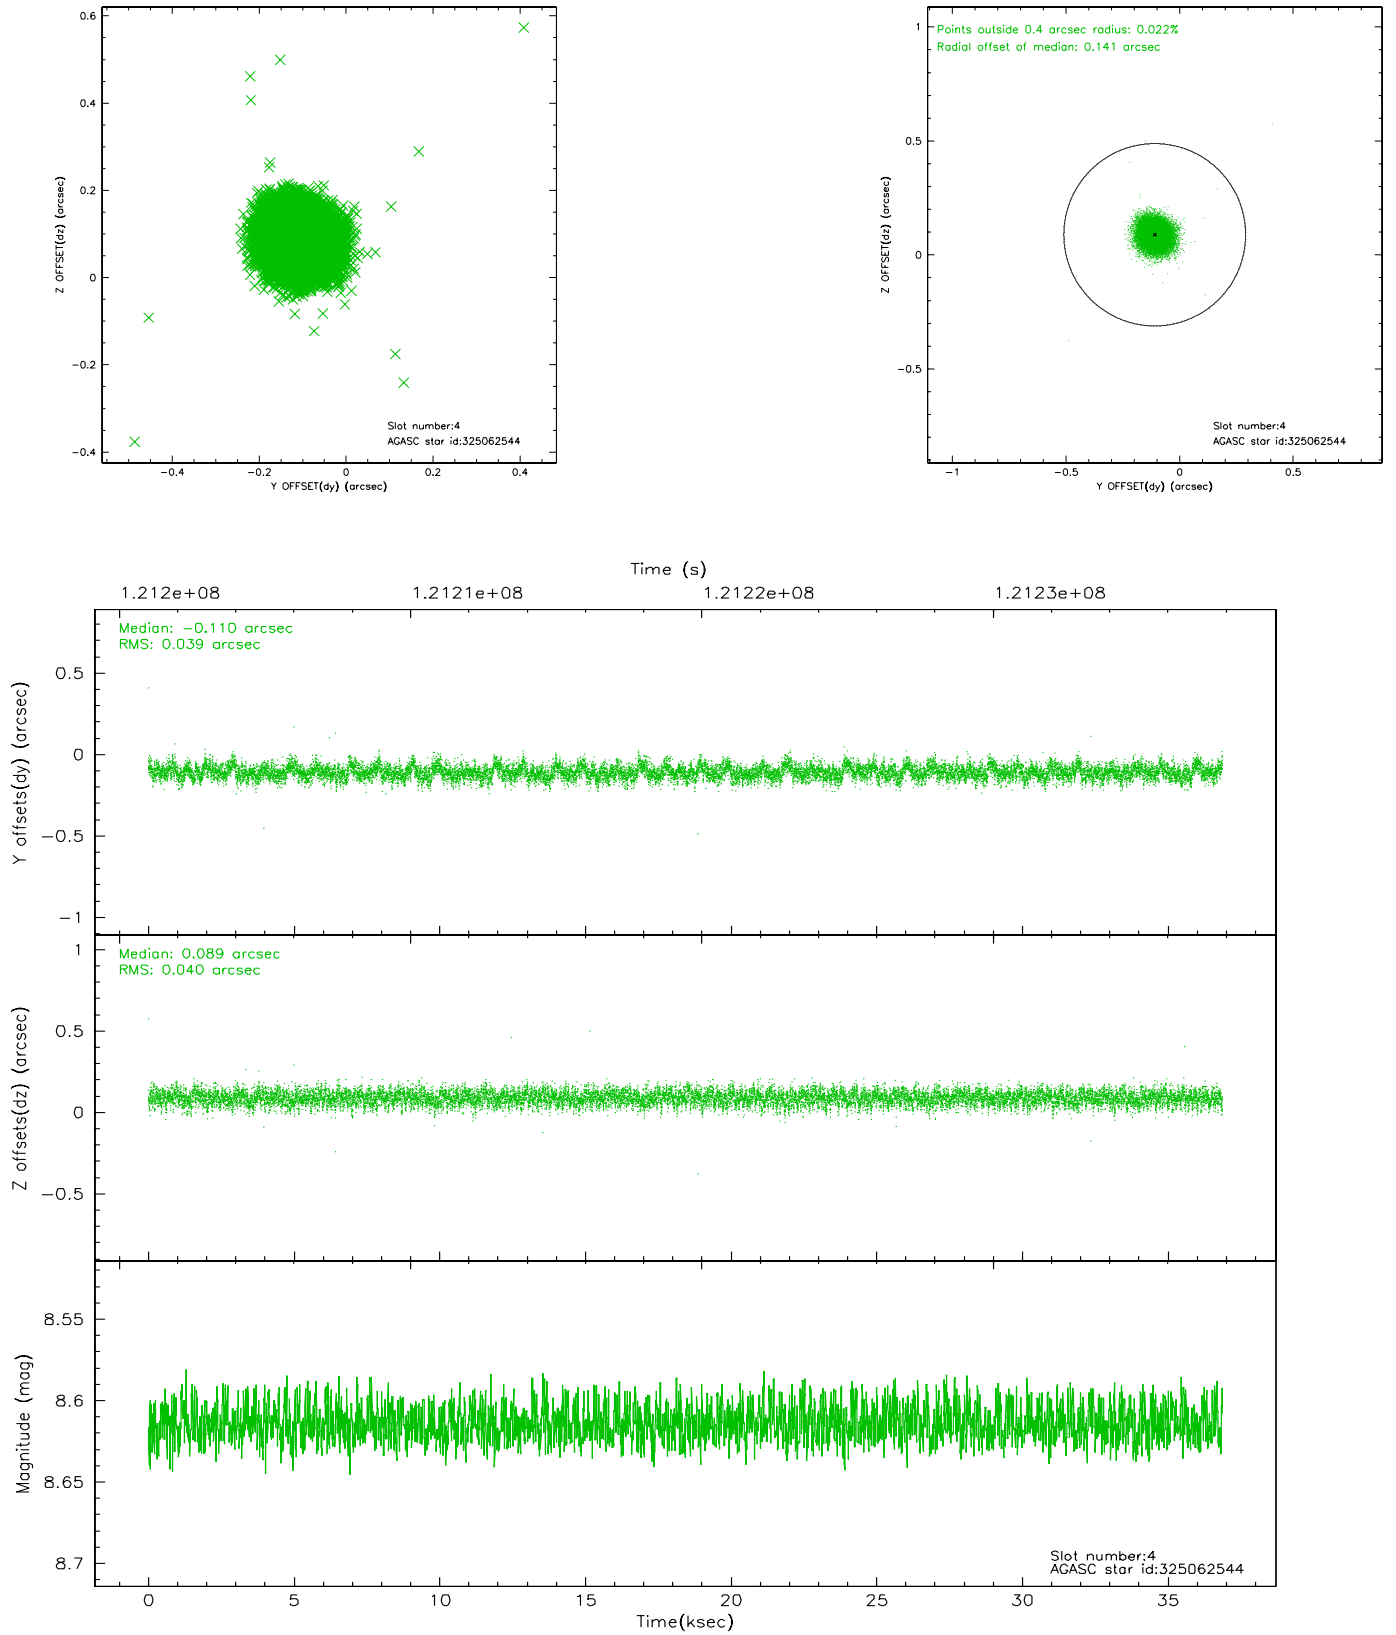 0.6
0.4
0.2
0
−0.2
−0.4
−0.4
−0.2
0
0.2
0.4
Z OFFSET(dz) (arcsec)
Y OFFSET(dy) (arcsec)
Slot number:4
AGASC star id:325062544
Points outside 0.4 arcsec radius: 0.022%
Radial offset of median: 0.141 arcsec
1
0.5
0
−0.5
−1
−0.5
0
0.5
Z OFFSET(dz) (arcsec)
Y OFFSET(dy) (arcsec)
Slot number:4
AGASC star id:325062544
Time (s)
1.212e+08
1.2121e+08
1.2122e+08
1.2123e+08
Median: −0.110 arcsec
RMS: 0.039 arcsec
0.5
0
−0.5
−1
Y offsets(dy) (arcsec)
Median: 0.089 arcsec
RMS: 0.040 arcsec
1
0.5
0
−0.5
Z offsets(dz) (arcsec)
8.55
8.6
8.65
8.7
Magnitude (mag)
Slot number:4
AGASC star id:325062544
0
5
10
15
20
25
30
35
Time(ksec)